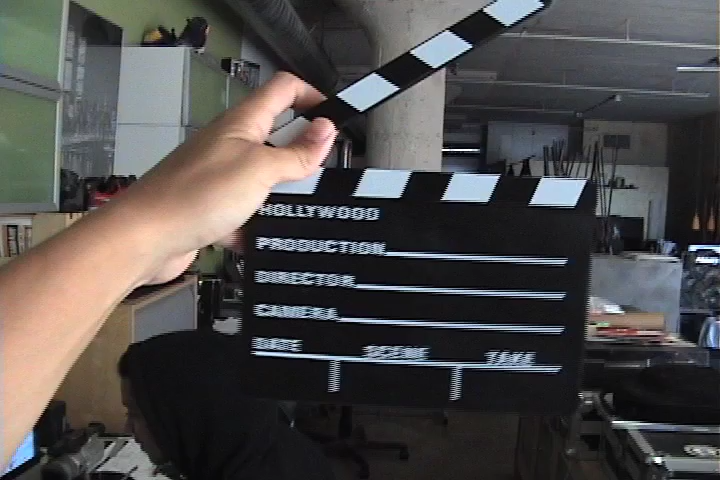 HOLLYWOOD
PRODUCTION
DIRECTOR
CAMERA
DATE SCENE TAKE